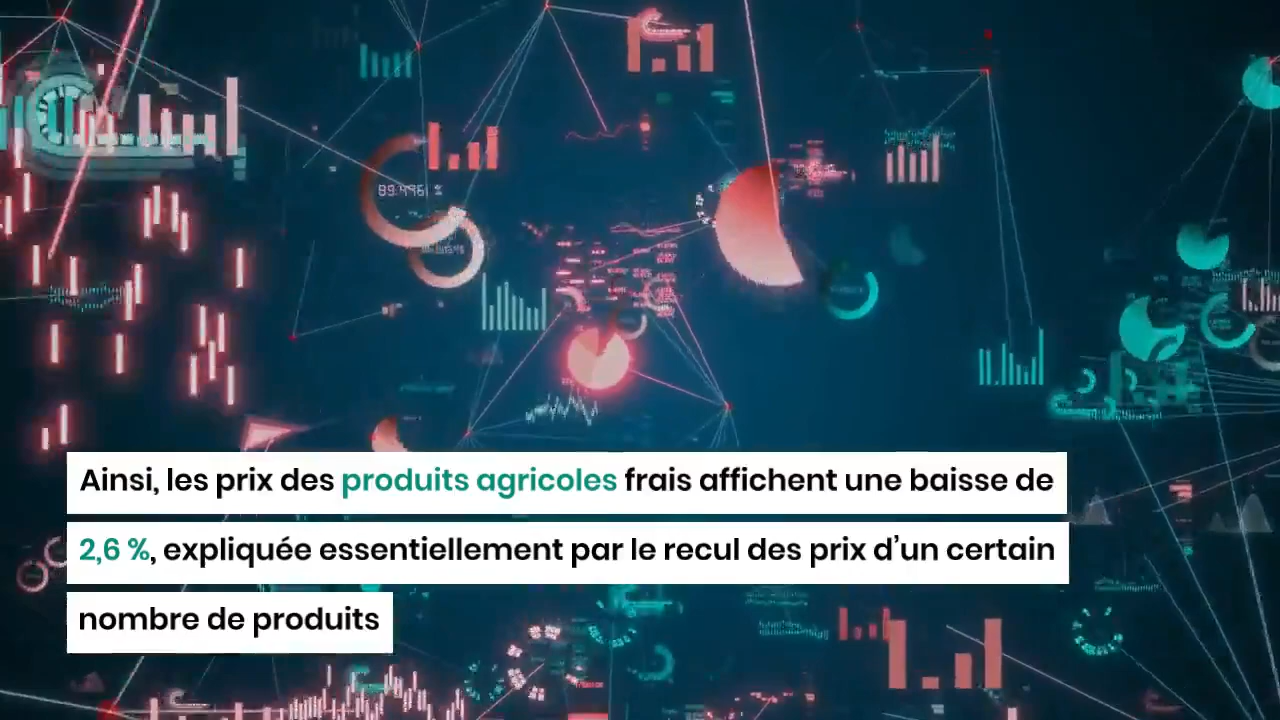 Ainsi, les prix des produits agricoles frais affichent une baisse de
2,6 %, expliquée essentiellement par le recul des prix d’un certain
nombre de produits